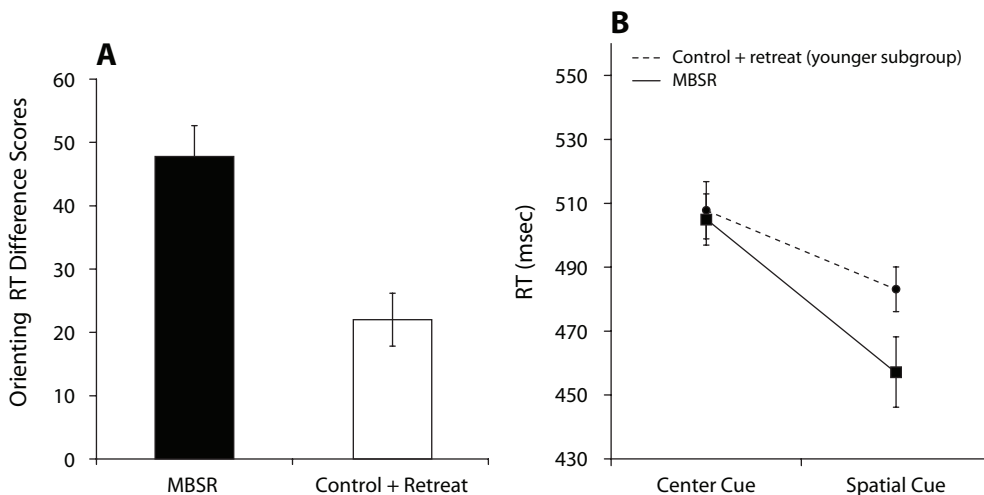 A
60
50
40
30
20
10
0
Orienting RT Difference Scores
MBSR
Control + Retreat
B
Control + retreat (younger subgroup)
MBSR
550
530
510
490
470
450
430
RT (msec)
Center Cue
Spatial Cue